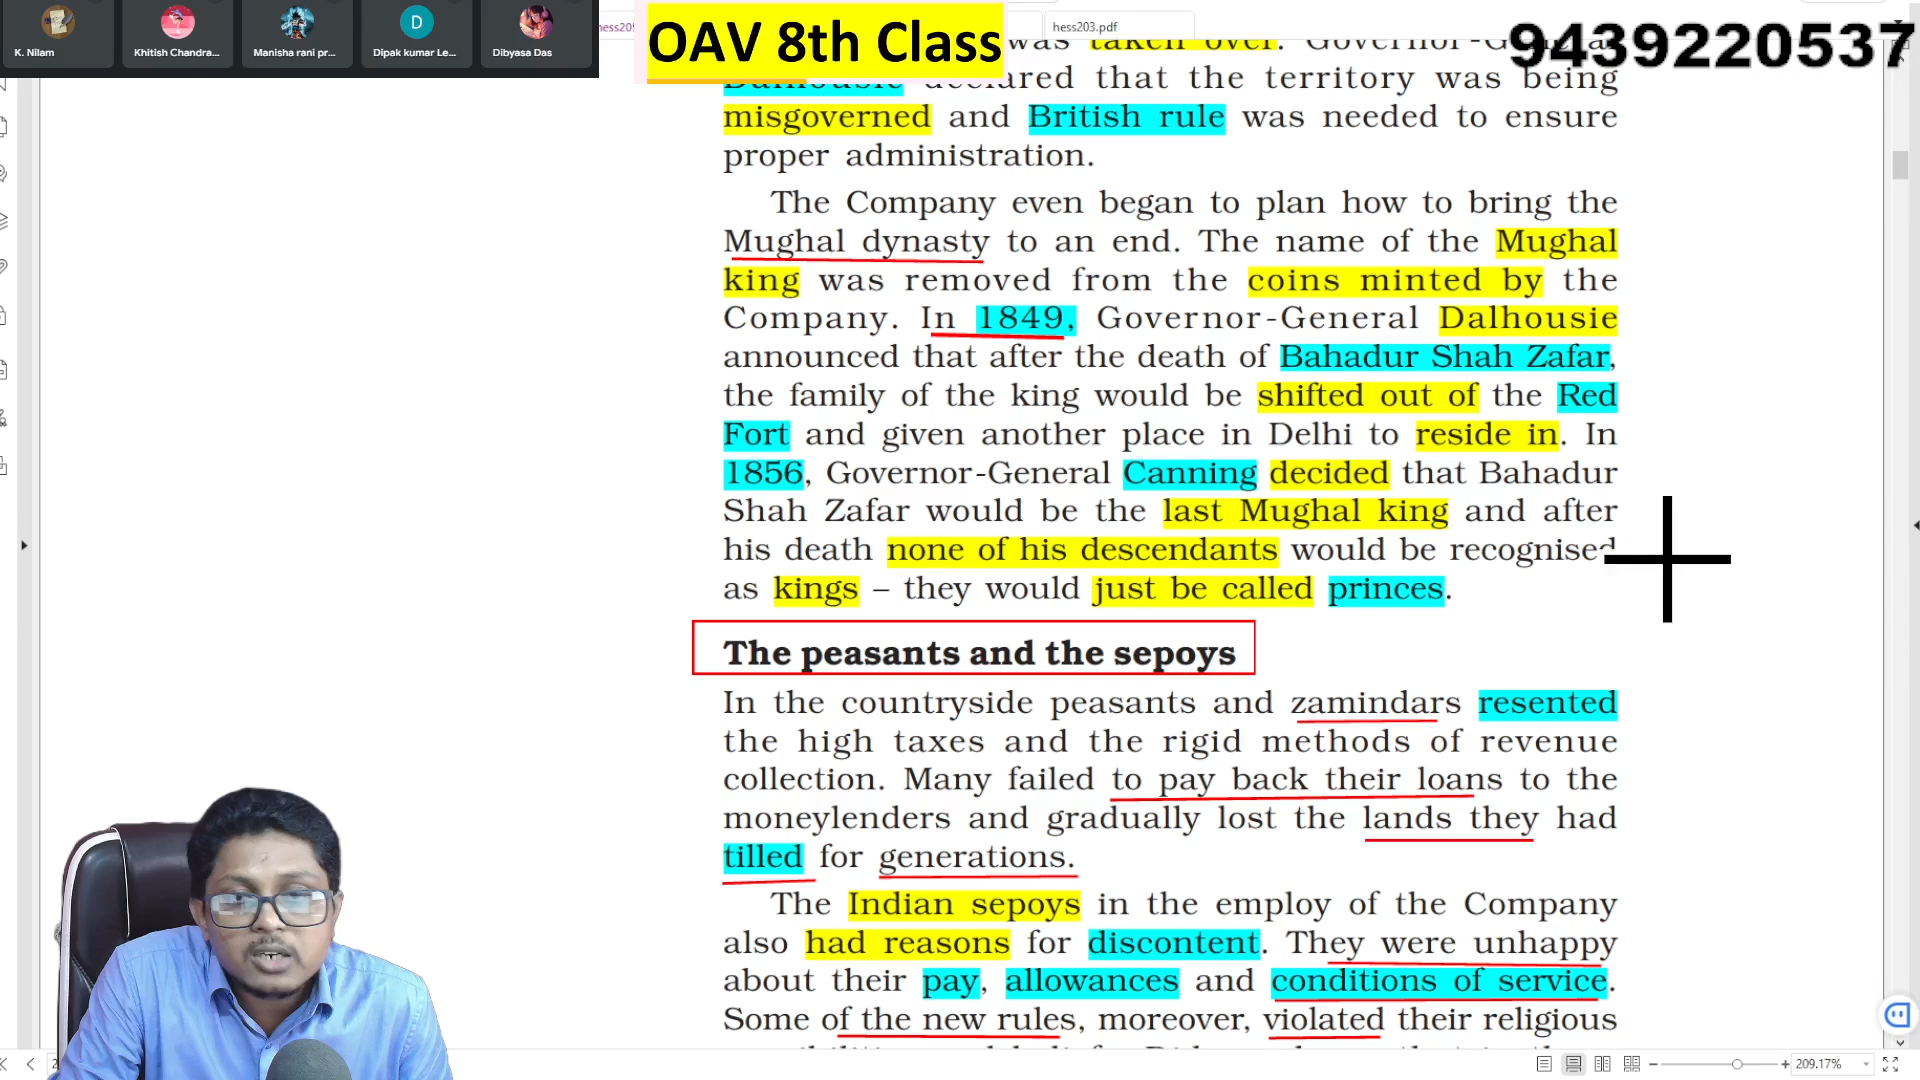 K. Nilam
Khitish Chandra...
Manisha rani pr...
D
Dipak kumar Le...
Dibyasa Das
OAV 8th Class
hess203.pdf
9439220537
was taken over. Governor-General
Dalhousie declared that the territory was being
misgoverned and British rule was needed to ensure
proper administration.
The Company even began to plan how to bring the
Mughal dynasty to an end. The name of the Mughal
king was removed from the coins minted by the
Company. In 1849, Governor-General Dalhousie
announced that after the death of Bahadur Shah Zafar,
the family of the king would be shifted out of the Red
Fort and given another place in Delhi to reside in. In
1856, Governor-General Canning decided that Bahadur
Shah Zafar would be the last Mughal king and after
his death none of his descendants would be recognised
as kings – they would just be called princes.
The peasants and the sepoys
In the countryside peasants and zamindars resented
the high taxes and the rigid methods of revenue
collection. Many failed to pay back their loans to the
moneylenders and gradually lost the lands they had
tilled for generations.
The Indian sepoys in the employ of the Company
also had reasons for discontent. They were unhappy
about their pay, allowances and conditions of service.
Some of the new rules, moreover, violated their religious
209.17%